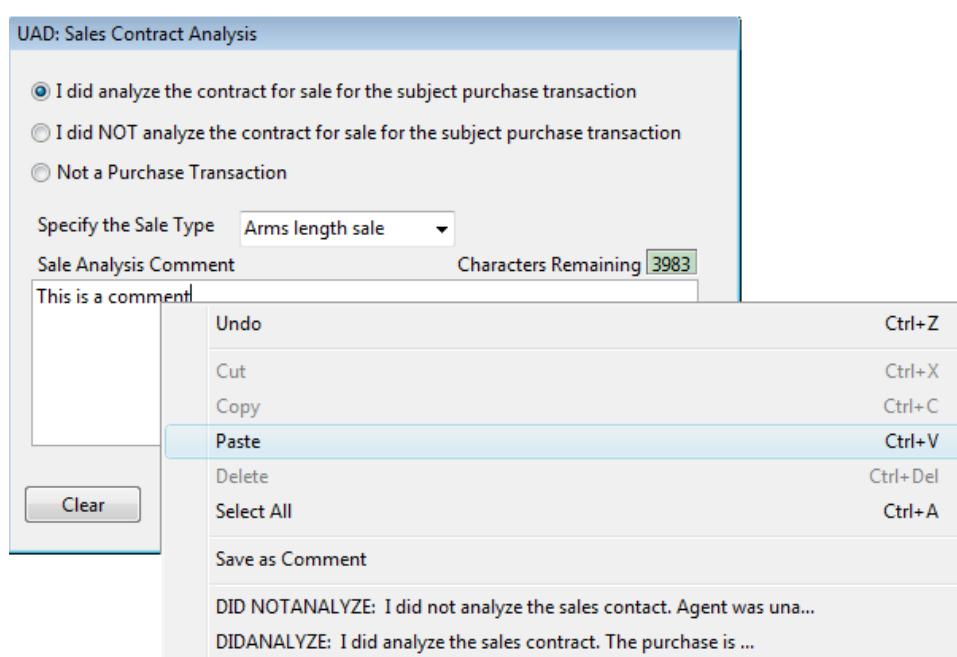 UAD: Sales Contract Analysis
I did analyze the contract for sale for the subject purchase transaction
I did NOT analyze the contract for sale for the subject purchase transaction
Not a Purchase Transaction
Specify the Sale Type Arms length sale
Sale Analysis Comment Characters Remaining 3983
This is a comment
Undo Ctrl+Z
Cut Ctrl+X
Copy Ctrl+C
Paste Ctrl+V
Delete Ctrl+Del
Clear Select All Ctrl+A
Save as Comment
DID NOTANALYZE: I did not analyze the sales contact. Agent was una...
DIDANALYZE: I did analyze the sales contract. The purchase is ...